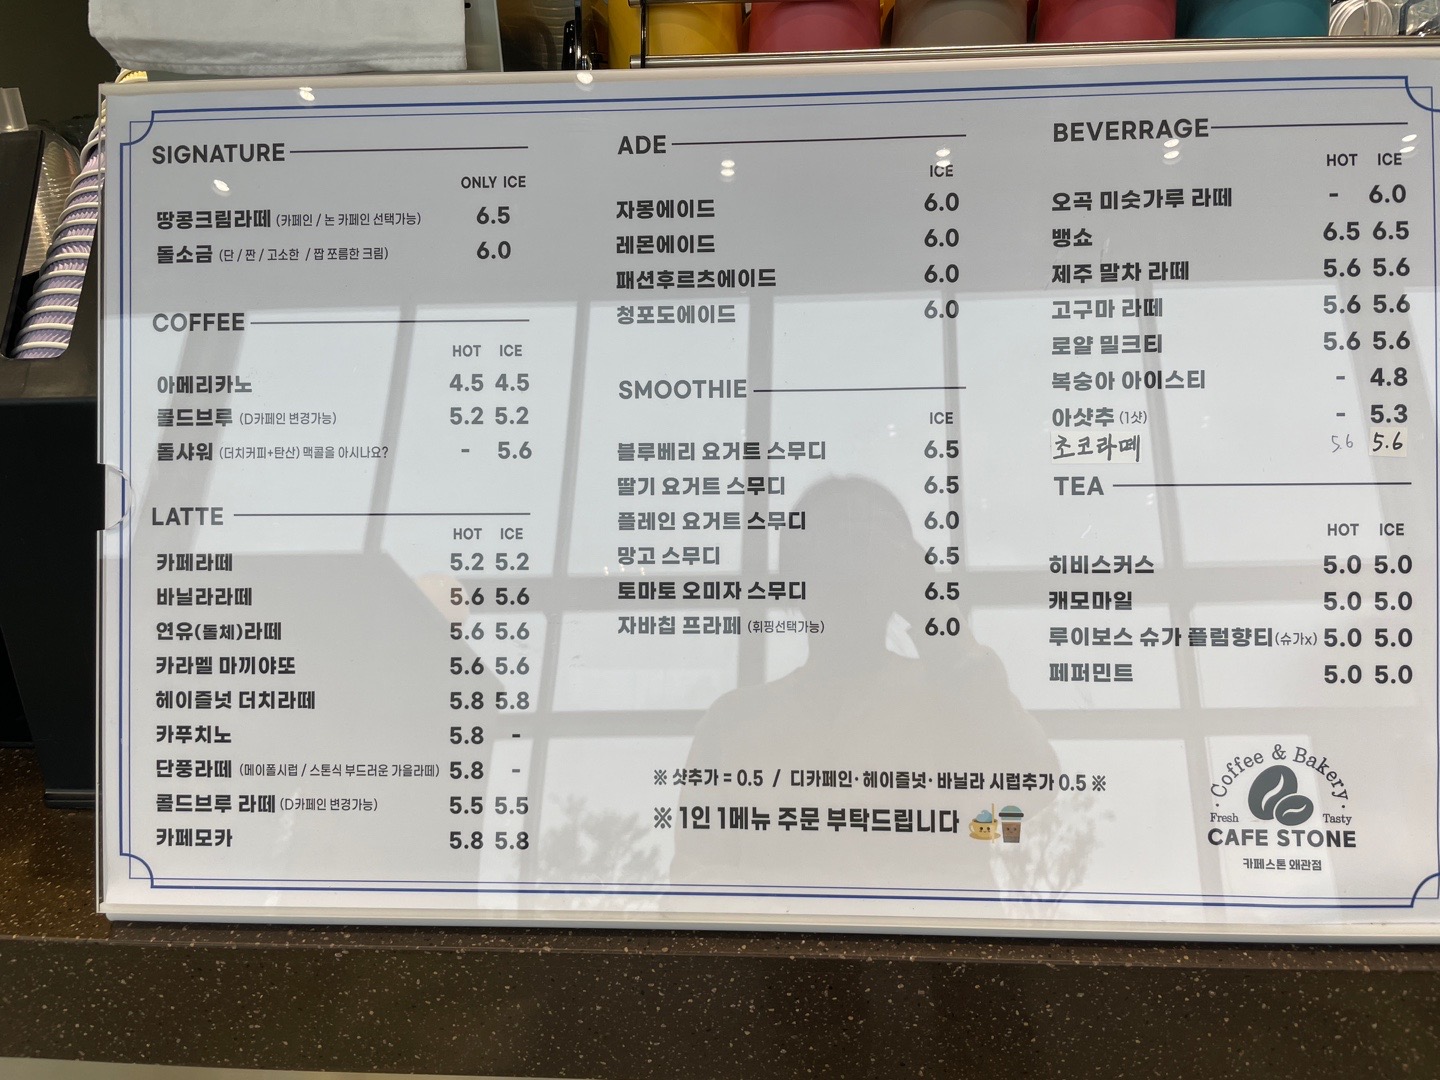 SIGNATURE
ONLY ICE
땅콩크림라떼 (카페인 / 논 카페인 선택가능) 6.5
돌소금 (단 / 짠 / 고소한 / 짭 쪼름한 크림) 6.0
COFFEE
HOT ICE
아메리카노 4.5 4.5
콜드브루 (D카페인 변경가능) 5.2 5.2
돌샤워 (더치커피+탄산) 맥콜을 아시나요? - 5.6
LATTE
HOT ICE
카페라떼 5.2 5.2
바닐라라떼 5.6 5.6
연유(돌체)라떼 5.6 5.6
카라멜 마끼야또 5.6 5.6
헤이즐넛 더치라떼 5.8 5.8
카푸치노 5.8 -
단풍라떼 (메이플시럽 / 스톤식 부드러운 가을라떼) 5.8 -
콜드브루 라떼 (D카페인 변경가능) 5.5 5.5
카페모카 5.8 5.8
ADE
ICE
자몽에이드 6.0
레몬에이드 6.0
패션후르츠에이드 6.0
청포도에이드 6.0
SMOOTHIE
ICE
블루베리 요거트 스무디 6.5
딸기 요거트 스무디 6.5
플레인 요거트 스무디 6.0
망고 스무디 6.5
토마토 오미자 스무디 6.5
자바칩 프라페 (휘핑선택가능) 6.0
※ 샷추가 = 0.5 / 디카페인· 헤이즐넛· 바닐라 시럽추가 0.5 ※
※ 1인 1메뉴 주문 부탁드립니다
BEVERRAGE
HOT ICE
오곡 미숫가루 라떼 - 6.0
뱅쇼 6.5 6.5
제주 말차 라떼 5.6 5.6
고구마 라떼 5.6 5.6
로얄 밀크티 5.6 5.6
복숭아 아이스티 - 4.8
아샷추 (1샷) - 5.3
초코라떼 5.6 5.6
TEA
HOT ICE
히비스커스 5.0 5.0
캐모마일 5.0 5.0
루이보스 슈가 플럼향티(슈가x) 5.0 5.0
페퍼민트 5.0 5.0
· Coffee & Bakery ·
Fresh Tasty
CAFE STONE
카페스톤 왜관점